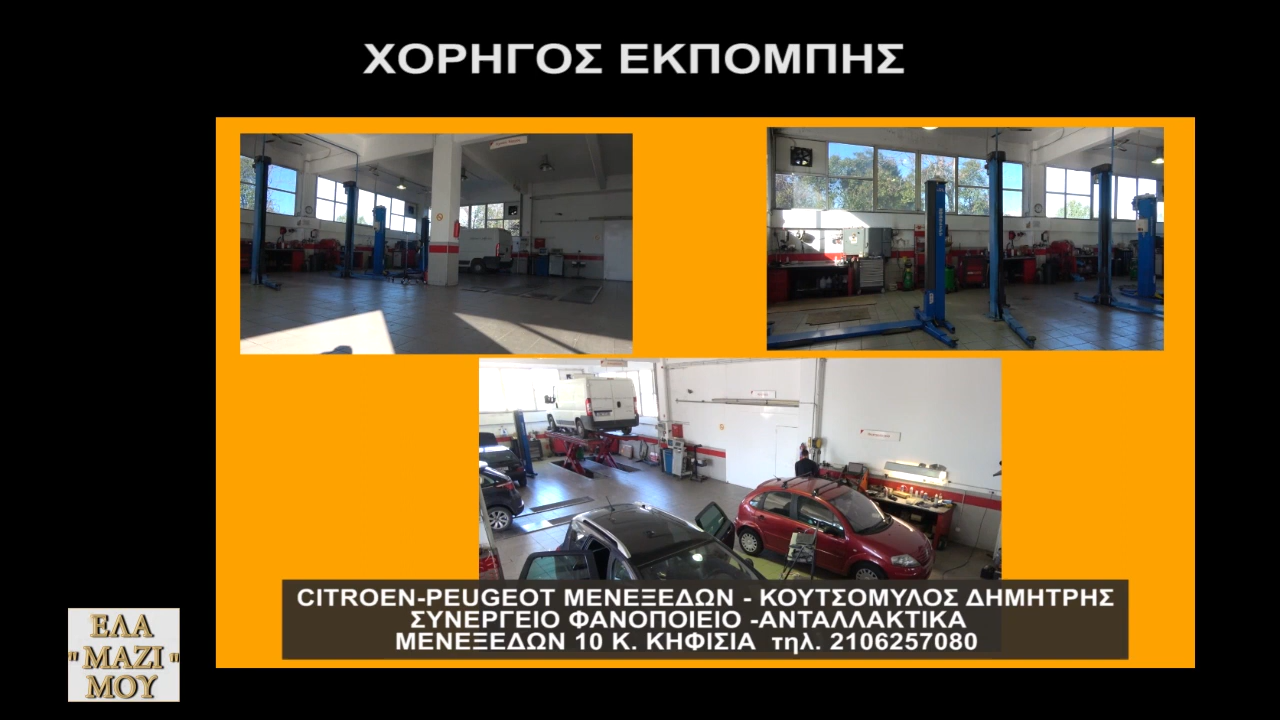 ΧΟΡΗΓΟΣ ΕΚΠΟΜΠΗΣ
CITROEN-PEUGEOT ΜΕΝΕΞΕΔΩΝ - ΚΟΥΤΣΟΜΥΛΟΣ ΔΗΜΗΤΡΗΣ
ΣΥΝΕΡΓΕΙΟ ΦΑΝΟΠΟΙΕΙΟ -ΑΝΤΑΛΛΑΚΤΙΚΑ
ΜΕΝΕΞΕΔΩΝ 10 Κ. ΚΗΦΙΣΙΑ τηλ. 2106257080
ΕΛΑ
" ΜΑΖΙ "
ΜΟΥ